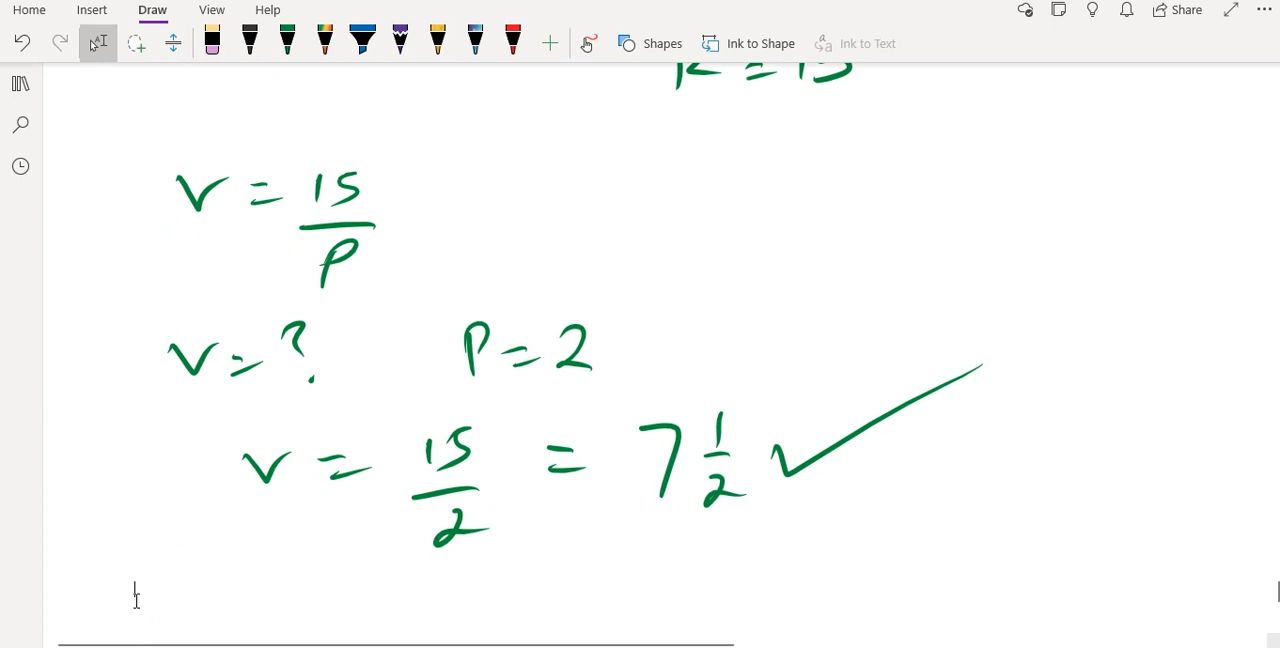 Home Insert Draw View Help Share
Shapes Ink to Shape Ink to Text
K = 15
V = 15
P
V = ? P = 2
V = 15/2 = 7 1/2